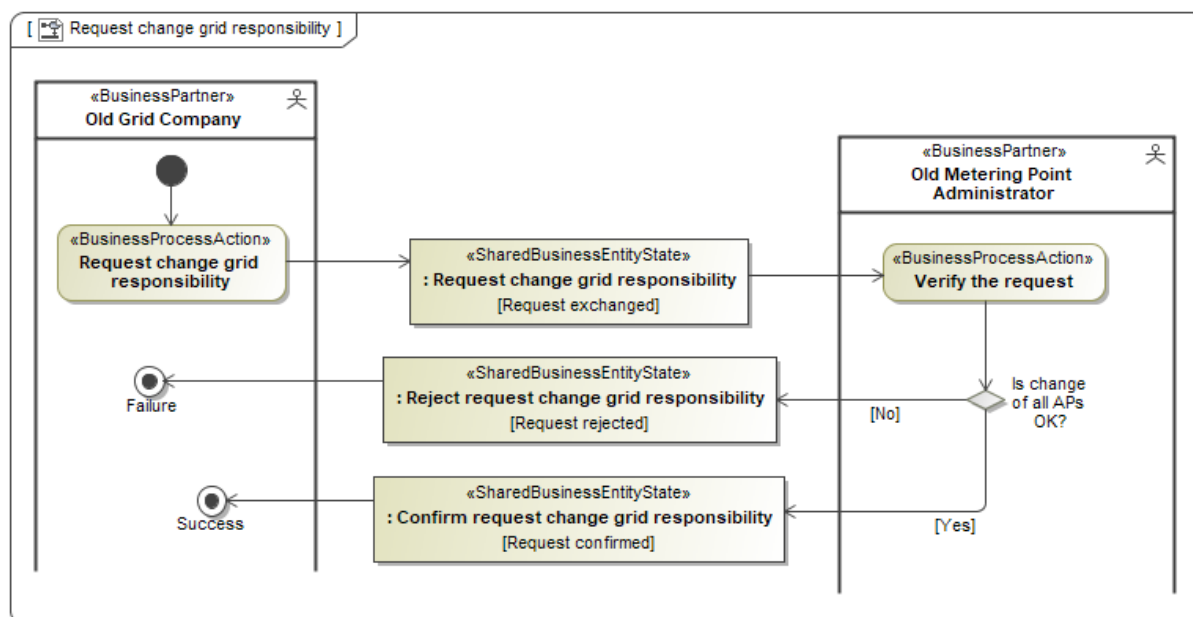 [ Request change grid responsibility ]
«BusinessPartner»
Old Grid Company
«BusinessPartner»
Old Metering Point
Administrator
«BusinessProcessAction»
Request change grid
responsibility
«SharedBusinessEntityState»
: Request change grid responsibility
[Request exchanged]
«BusinessProcessAction»
Verify the request
«SharedBusinessEntityState»
: Reject request change grid responsibility
[Request rejected]
Failure
[No]
Is change
of all APs
OK?
«SharedBusinessEntityState»
: Confirm request change grid responsibility
[Request confirmed]
Success
[Yes]